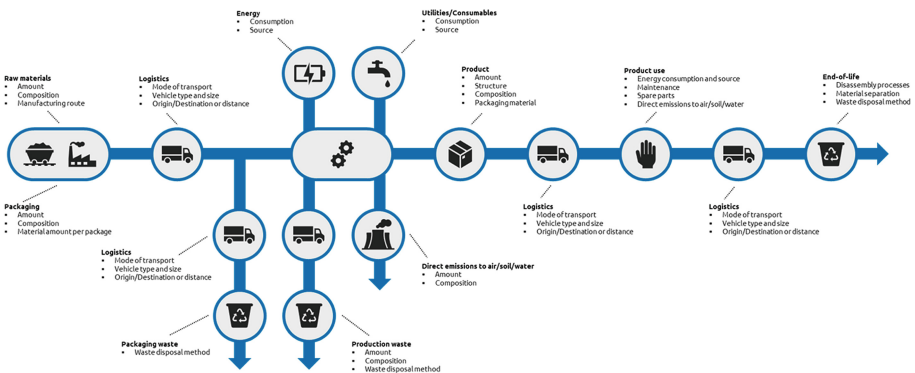 Energy
• Consumption
• Source
Utilities/Consumables
• Consumption
• Source
Raw materials
• Amount
• Composition
• Manufacturing route
Logistics
• Mode of transport
• Vehicle type and size
• Origin/Destination or distance
Product
• Amount
• Structure
• Composition
• Packaging material
Product use
• Energy consumption and source
• Maintenance
• Spare parts
• Direct emissions to air/soil/water
End-of-life
• Disassembly processes
• Material separation
• Waste disposal method
Packaging
• Amount
• Composition
• Material amount per package
Logistics
• Mode of transport
• Vehicle type and size
• Origin/Destination or distance
Logistics
• Mode of transport
• Vehicle type and size
• Origin/Destination or distance
Logistics
• Mode of transport
• Vehicle type and size
• Origin/Destination or distance
Direct emissions to air/soil/water
• Amount
• Composition
Packaging waste
• Waste disposal method
Production waste
• Amount
• Composition
• Waste disposal method